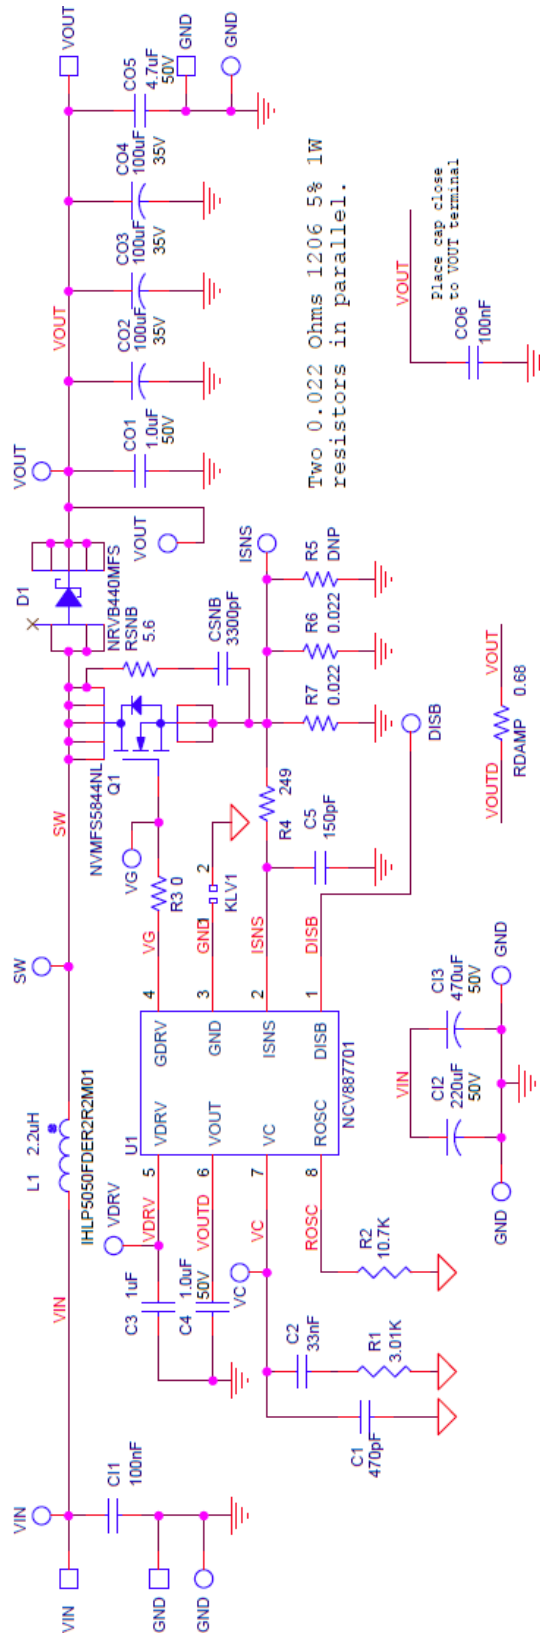 VIN
VIN
GND
GND
CI1
100nF
VIN
L1 2.2uH
IHLP5050FDER2R2M01
SW
SW
D1
NRVB440MFS
RSNB
5.6
CSNB
3300pF
NVMFS5844NL
Q1
VOUT
VOUT
VOUT
VOUT
CO1
1.0uF
50V
CO2
100uF
35V
CO3
100uF
35V
CO4
100uF
35V
CO5
4.7uF
50V
GND
GND
VDRV
VDRV
C3
1uF
VOUTD
C4
1.0uF
50V
VC
VC
C2
33nF
R1
3.01K
C1
470pF
ROSC
R2
10.7K
U1
5
6
7
8
VDRV
VOUT
VC
ROSC
GDRV
GND
ISNS
DISB
4
3
2
1
NCV887701
VG
VG
R3 0
GND
1
2
KLV1
ISNS
R4
249
C5
150pF
DISB
DISB
ISNS
R7
0.022
R6
0.022
R5
DNP
Two 0.022 Ohms 1206 5% 1W
resistors in parallel.
VIN
GND
CI2
220uF
50V
CI3
470uF
50V
GND
VOUTD
VOUT
RDAMP
0.68
VOUT
Place cap close
to VOUT terminal
CO6
100nF